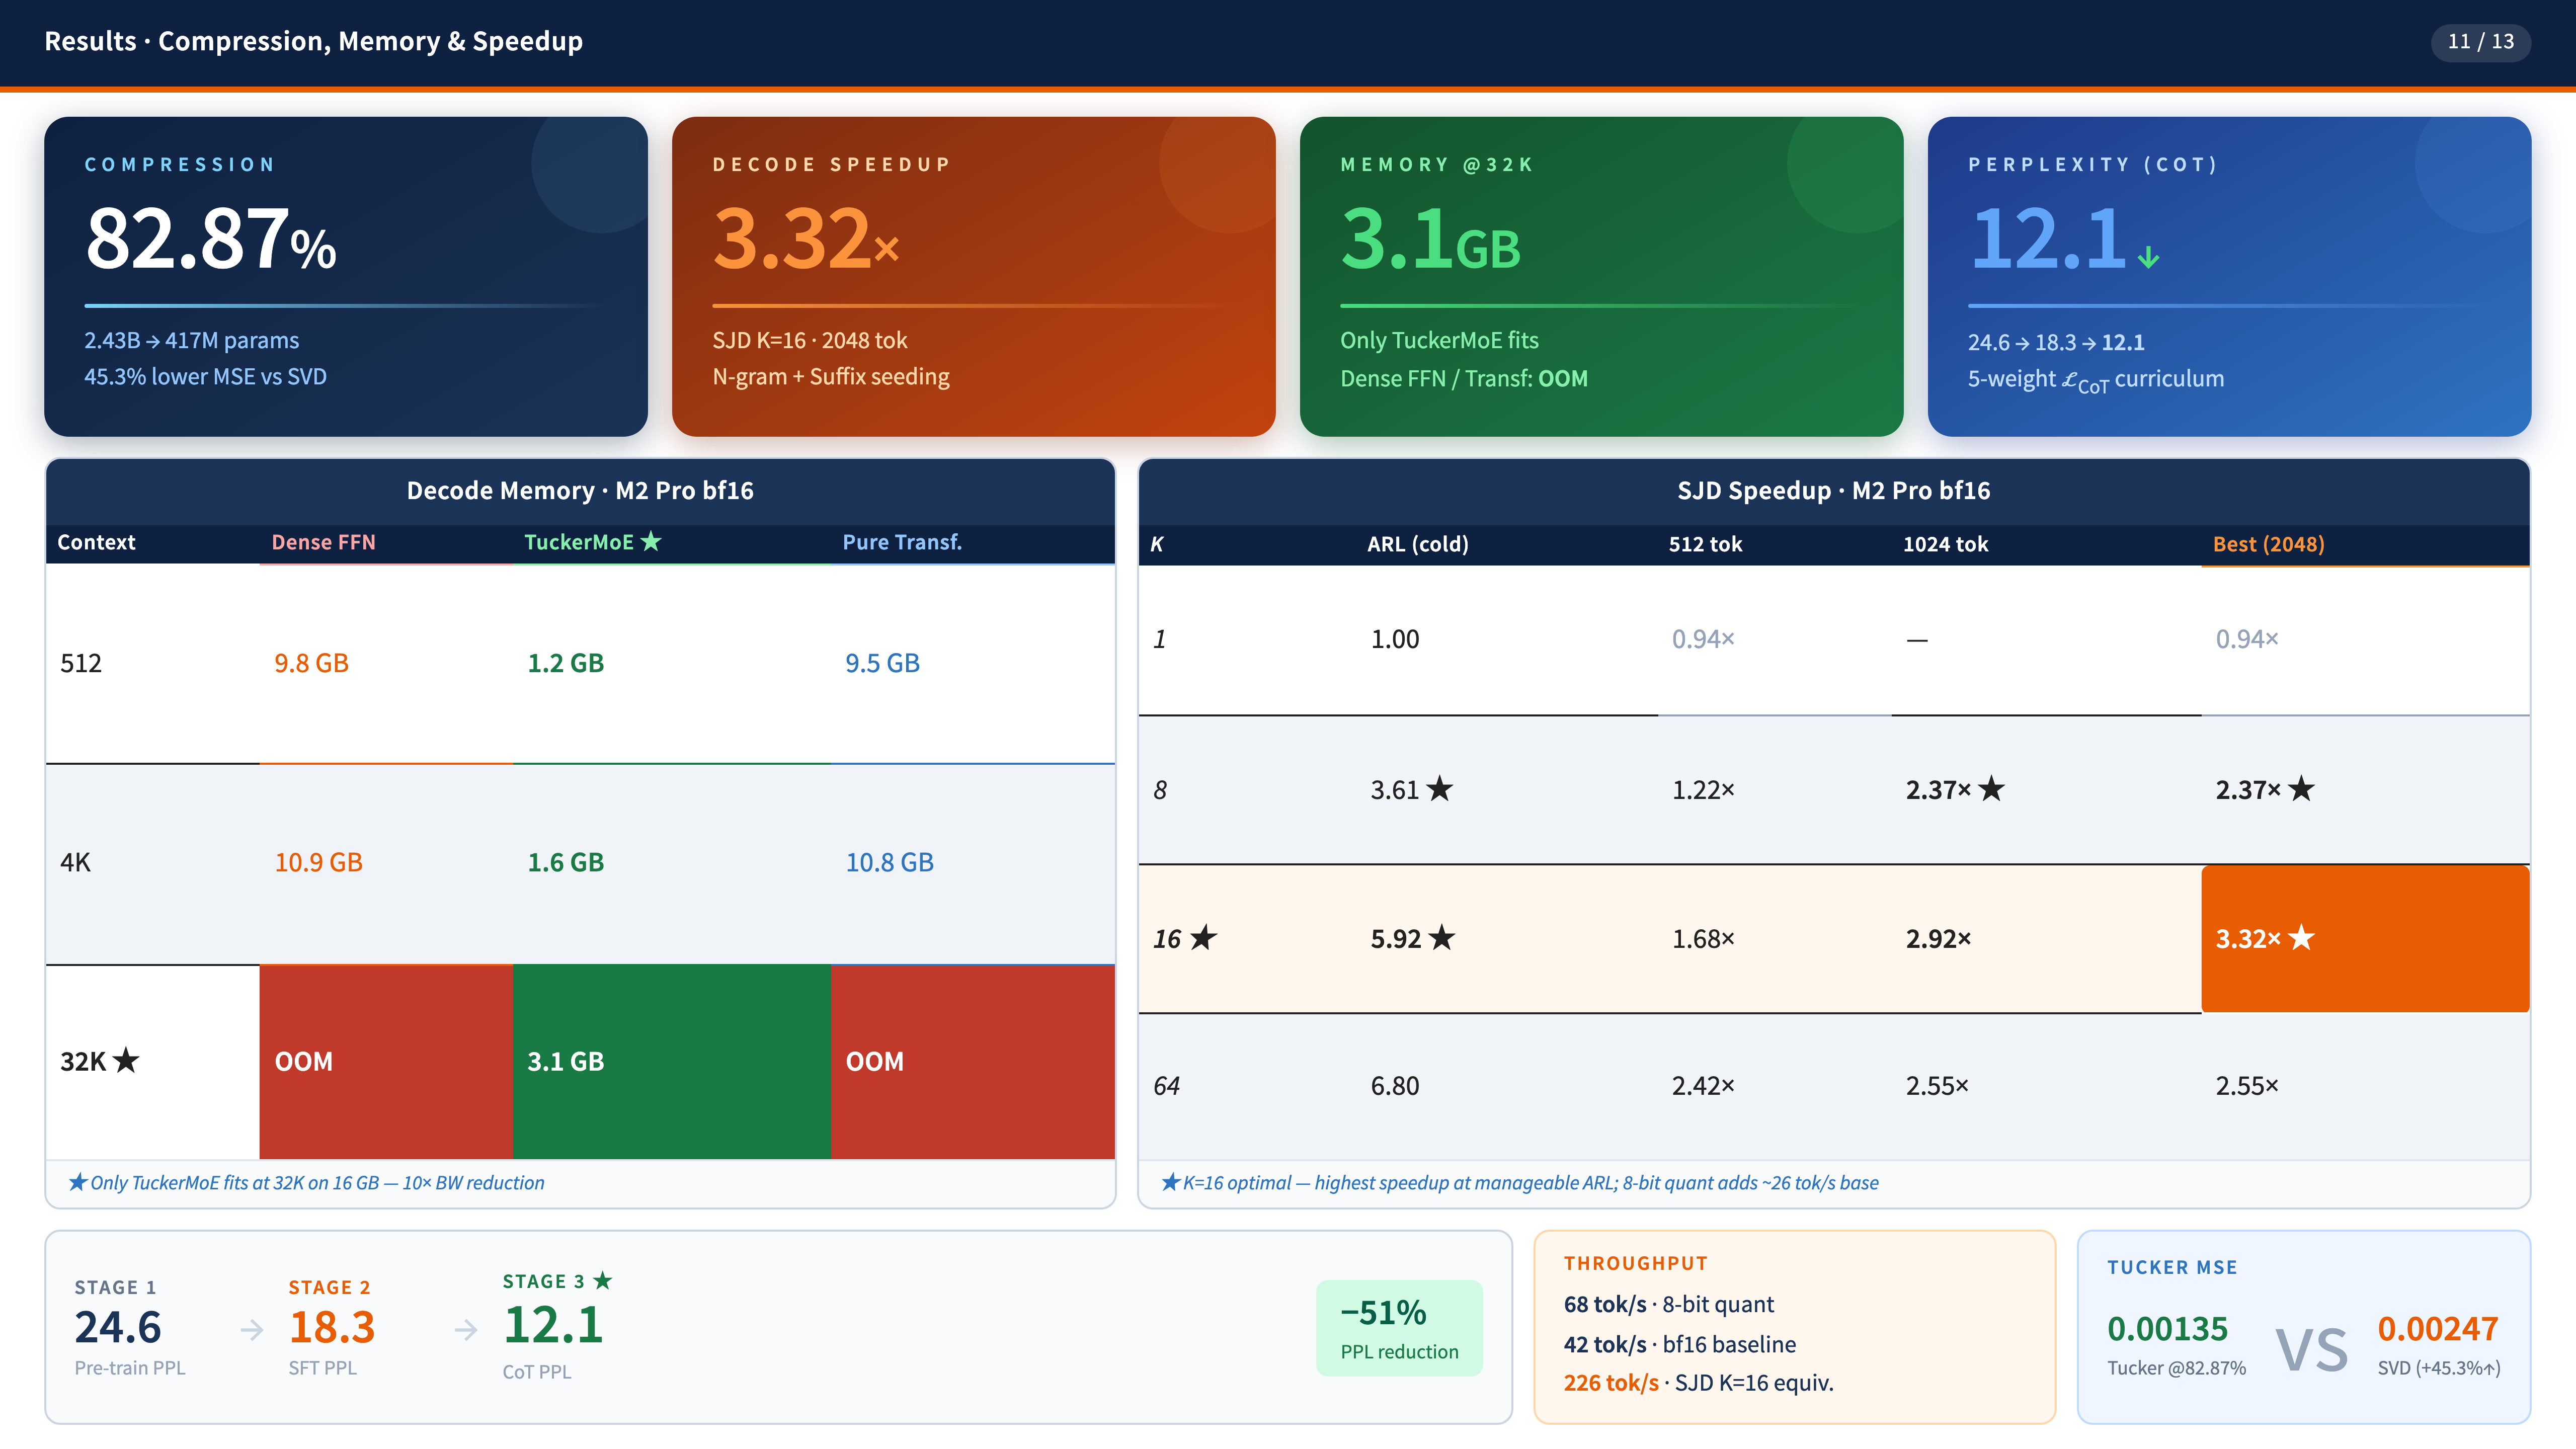 Results · Compression, Memory & Speedup
11 / 13
COMPRESSION
82.87%
2.43B → 417M params
45.3% lower MSE vs SVD
DECODE SPEEDUP
3.32×
SJD K=16 · 2048 tok
N-gram + Suffix seeding
MEMORY @32K
3.1GB
Only TuckerMoE fits
Dense FFN / Transf: OOM
PERPLEXITY (COT)
12.1 ↓
24.6 → 18.3 → 12.1
5-weight ℒCoT curriculum
Decode Memory · M2 Pro bf16
Context Dense FFN TuckerMoE ★ Pure Transf.
512 9.8 GB 1.2 GB 9.5 GB
4K 10.9 GB 1.6 GB 10.8 GB
32K ★ OOM 3.1 GB OOM
★ Only TuckerMoE fits at 32K on 16 GB — 10× BW reduction
SJD Speedup · M2 Pro bf16
K ARL (cold) 512 tok 1024 tok Best (2048)
1 1.00 0.94× — 0.94×
8 3.61 ★ 1.22× 2.37× ★ 2.37× ★
16 ★ 5.92 ★ 1.68× 2.92× 3.32× ★
64 6.80 2.42× 2.55× 2.55×
★ K=16 optimal — highest speedup at manageable ARL; 8-bit quant adds ~26 tok/s base
STAGE 1
24.6
Pre-train PPL
→
STAGE 2
18.3
SFT PPL
→
STAGE 3 ★
12.1
CoT PPL
−51%
PPL reduction
THROUGHPUT
68 tok/s · 8-bit quant
42 tok/s · bf16 baseline
226 tok/s · SJD K=16 equiv.
TUCKER MSE
0.00135
Tucker @82.87%
VS
0.00247
SVD (+45.3%↑)